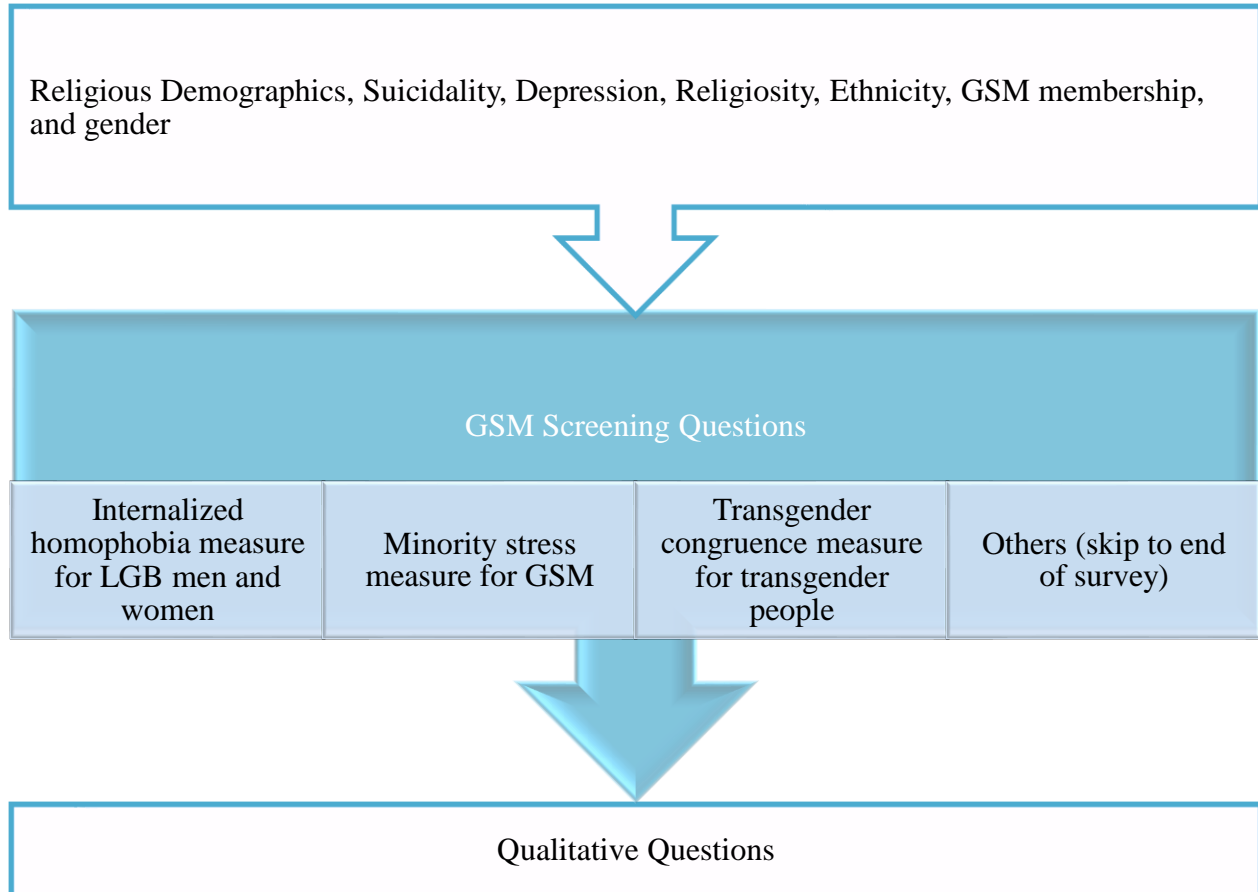 Religious Demographics, Suicidality, Depression, Religiosity, Ethnicity, GSM membership,
and gender
GSM Screening Questions
Internalized
homophobia measure
for LGB men and
women
Minority stress
measure for GSM
Transgender
congruence measure
for transgender
people
Others (skip to end
of survey)
Qualitative Questions